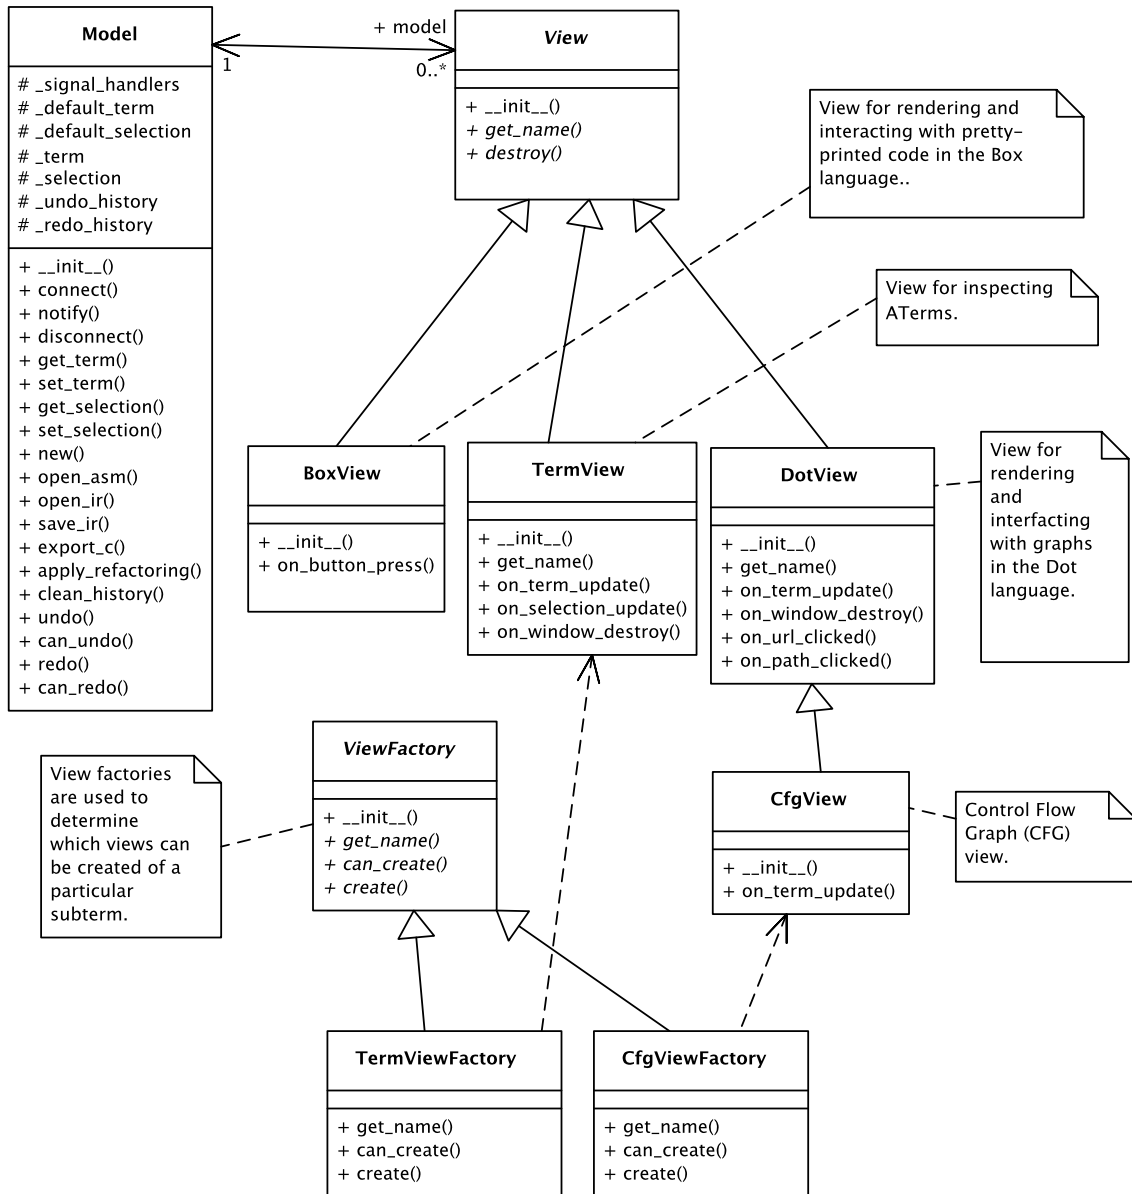 Model
# _signal_handlers
# _default_term
# _default_selection
# _term
# _selection
# _undo_history
# _redo_history
+ __init__()
+ connect()
+ notify()
+ disconnect()
+ get_term()
+ set_term()
+ get_selection()
+ set_selection()
+ new()
+ open_asm()
+ open_ir()
+ save_ir()
+ export_c()
+ apply_refactoring()
+ clean_history()
+ undo()
+ can_undo()
+ redo()
+ can_redo()
+ model
1
0..*
View
+ __init__()
+ get_name()
+ destroy()
View for rendering and
interacting with pretty-
printed code in the Box
language..
View for inspecting
ATerms.
BoxView
+ __init__()
+ on_button_press()
TermView
+ __init__()
+ get_name()
+ on_term_update()
+ on_selection_update()
+ on_window_destroy()
DotView
+ __init__()
+ get_name()
+ on_term_update()
+ on_window_destroy()
+ on_url_clicked()
+ on_path_clicked()
View for
rendering
and
interfacting
with graphs
in the Dot
language.
View factories
are used to
determine
which views can
be created of a
particular
subterm.
ViewFactory
+ __init__()
+ get_name()
+ can_create()
+ create()
CfgView
+ __init__()
+ on_term_update()
Control Flow
Graph (CFG)
view.
TermViewFactory
+ get_name()
+ can_create()
+ create()
CfgViewFactory
+ get_name()
+ can_create()
+ create()